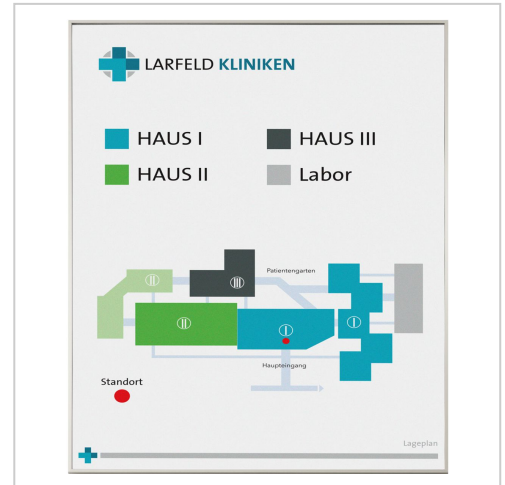 LARFELD KLINIKEN
HAUS I
HAUS III
HAUS II
Labor
II
III
Patientengarten
II
I
I
Haupteingang
Standort
Lageplan